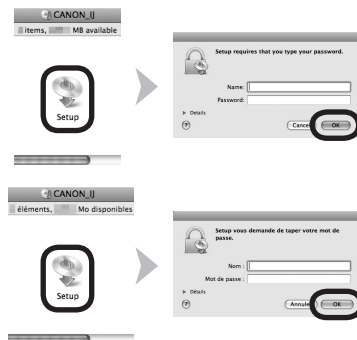 CANON_IJ
items, MB available
Setup
Setup requires that you type your password.
Name:
Password:
Details
?
Cancel
OK
CANON_IJ
éléments, Mo disponibles
Setup
Setup vous demande de taper votre mot de
passe.
Nom :
Mot de passe :
Détails
?
Annule
OK